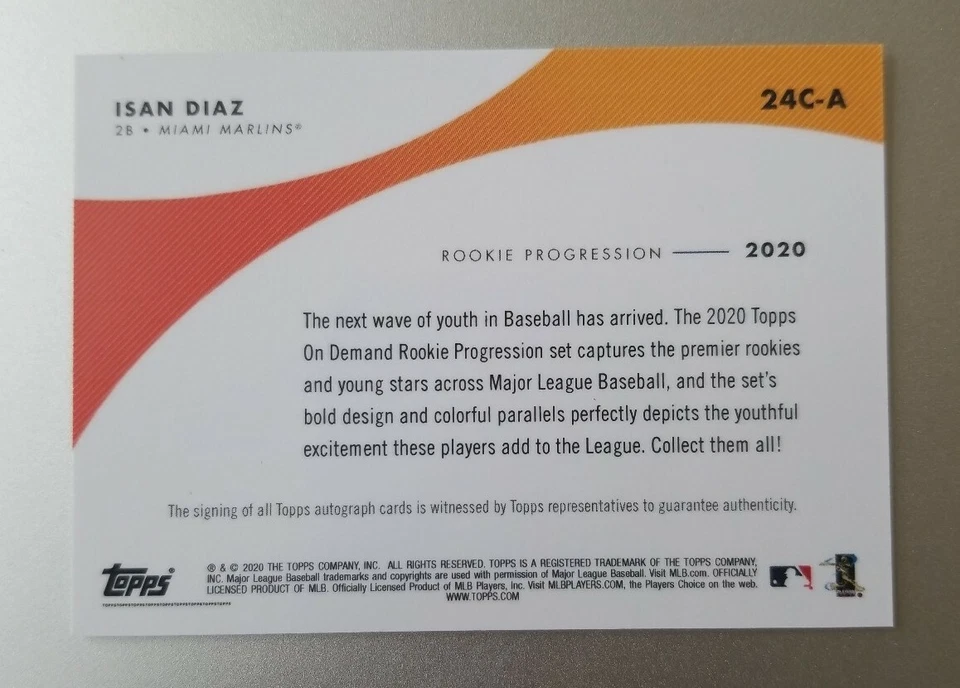 ISAN DIAZ
2B • MIAMI MARLINS®
24C-A
ROOKIE PROGRESSION 2020
The next wave of youth in Baseball has arrived. The 2020 Topps
On Demand Rookie Progression set captures the premier rookies
and young stars across Major League Baseball, and the set's
bold design and colorful parallels perfectly depicts the youthful
excitement these players add to the League. Collect them all!
The signing of all Topps autograph cards is witnessed by Topps representatives to guarantee authenticity.
topps®
® & © 2020 THE TOPPS COMPANY, INC. ALL RIGHTS RESERVED. TOPPS IS A REGISTERED TRADEMARK OF THE TOPPS COMPANY,
INC. Major League Baseball trademarks and copyrights are used with permission of Major League Baseball. Visit MLB.com. OFFICIALLY
LICENSED PRODUCT OF MLB. Officially Licensed Product of MLB Players, Inc. Visit MLBPLAYERS.COM, the Players Choice on the web.
WWW.TOPPS.COM